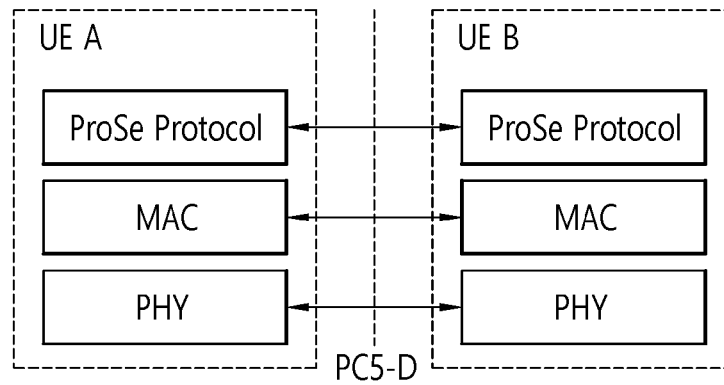 UE A
UE B
ProSe Protocol
ProSe Protocol
MAC
MAC
PHY
PHY
PC5-D